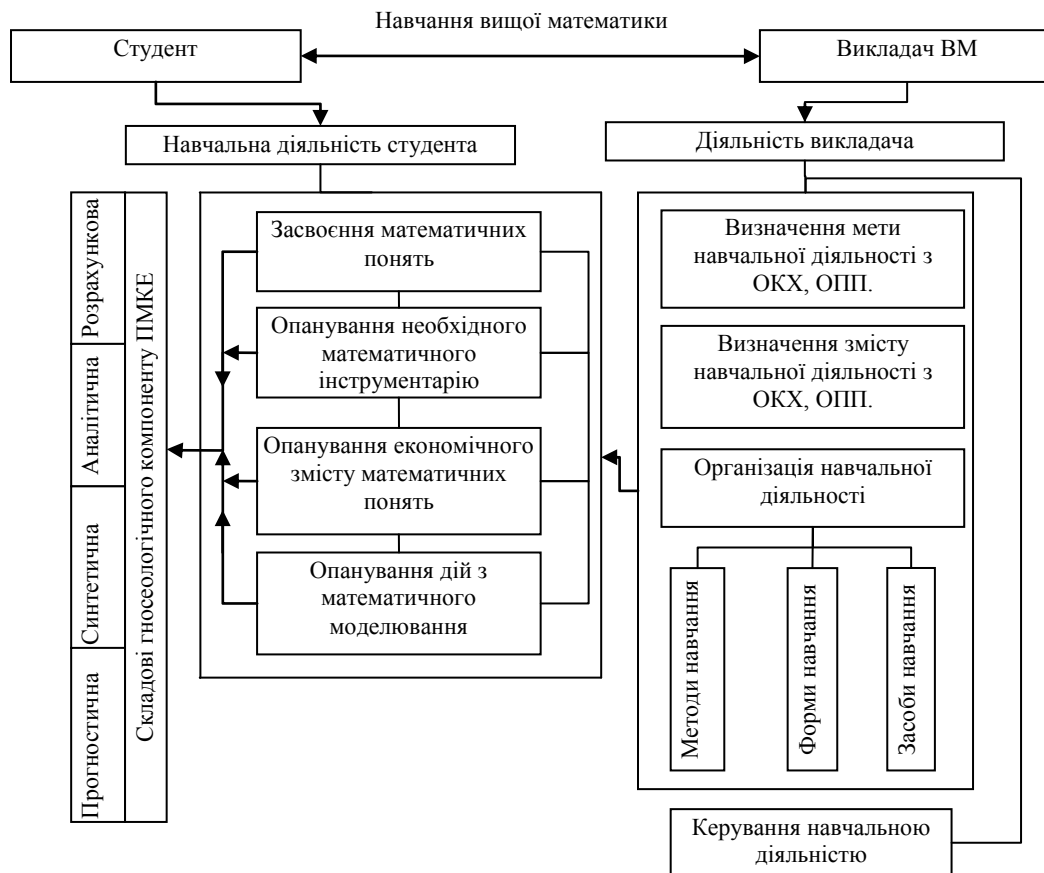 Навчання вищої математики
Студент
Викладач ВМ
Навчальна діяльність студента
Діяльність викладача
Розрахункова
Аналітична
Синтетична
Прогностична
Складові гносеологічного компоненту ПМКЕ
Засвоєння математичних
понять
Опанування необхідного
математичного
інструментарію
Опанування економічного
змісту математичних
понять
Опанування дій з
математичного
моделювання
Визначення мети
навчальної діяльності з
ОКХ, ОПП.
Визначення змісту
навчальної діяльності з
ОКХ, ОПП.
Організація навчальної
діяльності
Методи навчання
Форми навчання
Засоби навчання
Керування навчальною
діяльністю